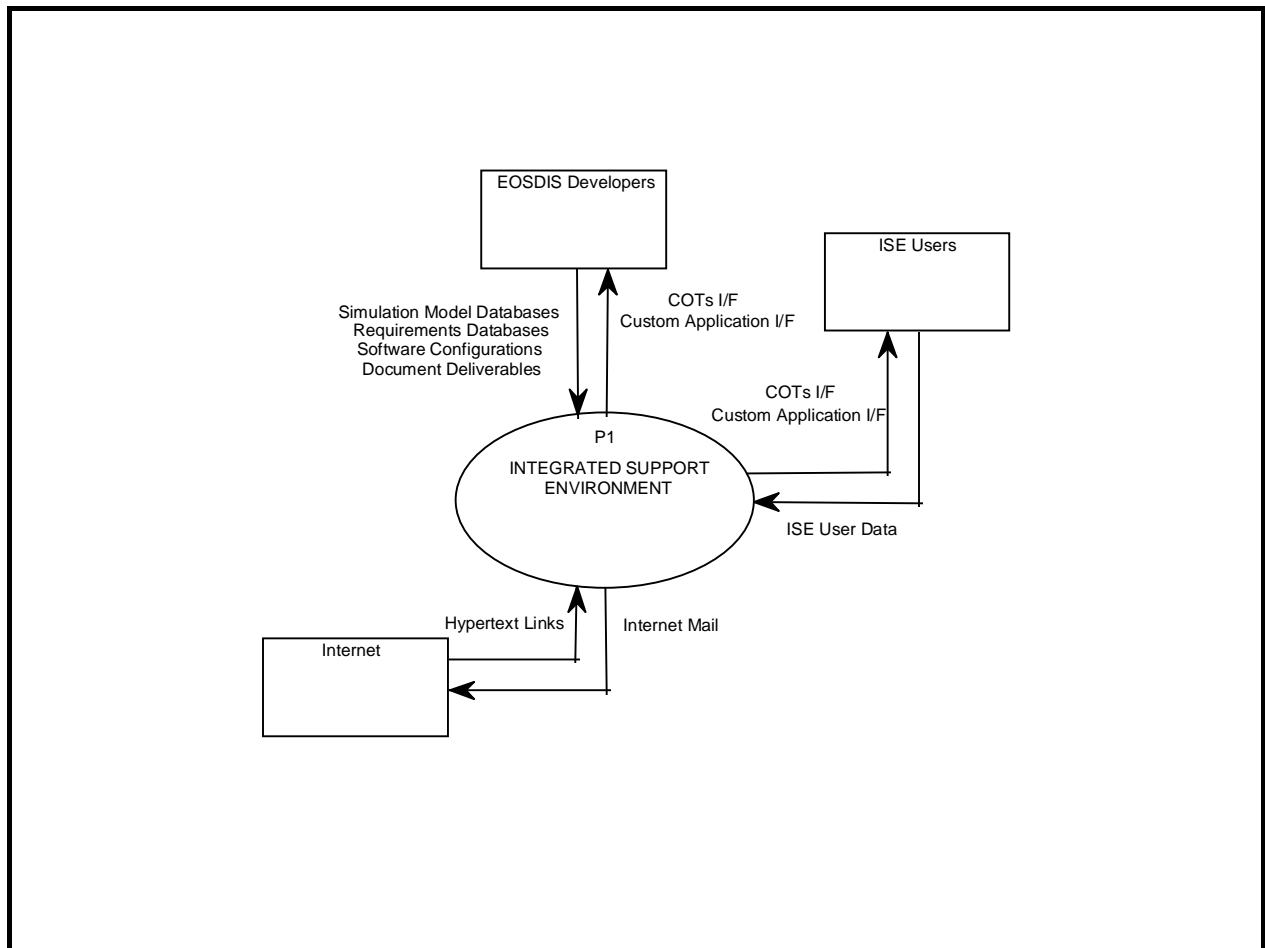 EOSDIS Developers
ISE Users
Simulation Model Databases
Requirements Databases
Software Configurations
Document Deliverables
COTs I/F
Custom Application I/F
COTs I/F
Custom Application I/F
P1
INTEGRATED SUPPORT
ENVIRONMENT
ISE User Data
Hypertext Links
Internet Mail
Internet